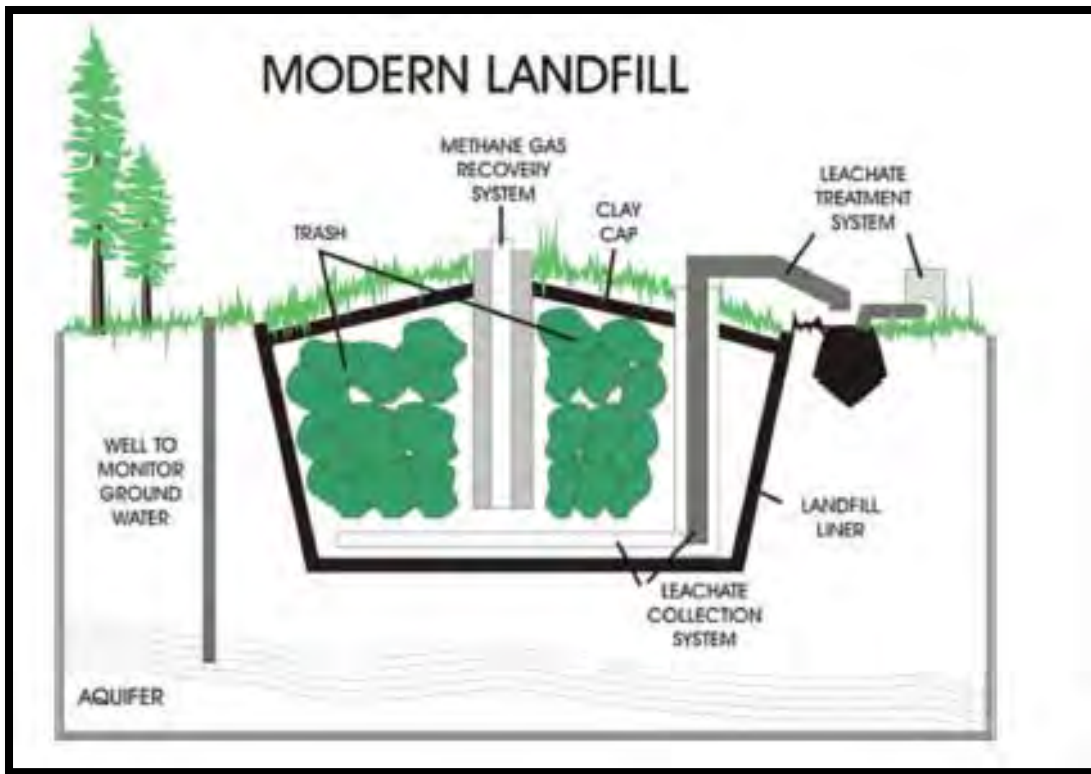 MODERN LANDFILL
METHANE GAS
RECOVERY
SYSTEM
LEACHATE
TREATMENT
SYSTEM
TRASH
CLAY
CAP
WELL TO
MONITOR
GROUND
WATER
LANDFILL
LINER
LEACHATE
COLLECTION
SYSTEM
AQUIFER